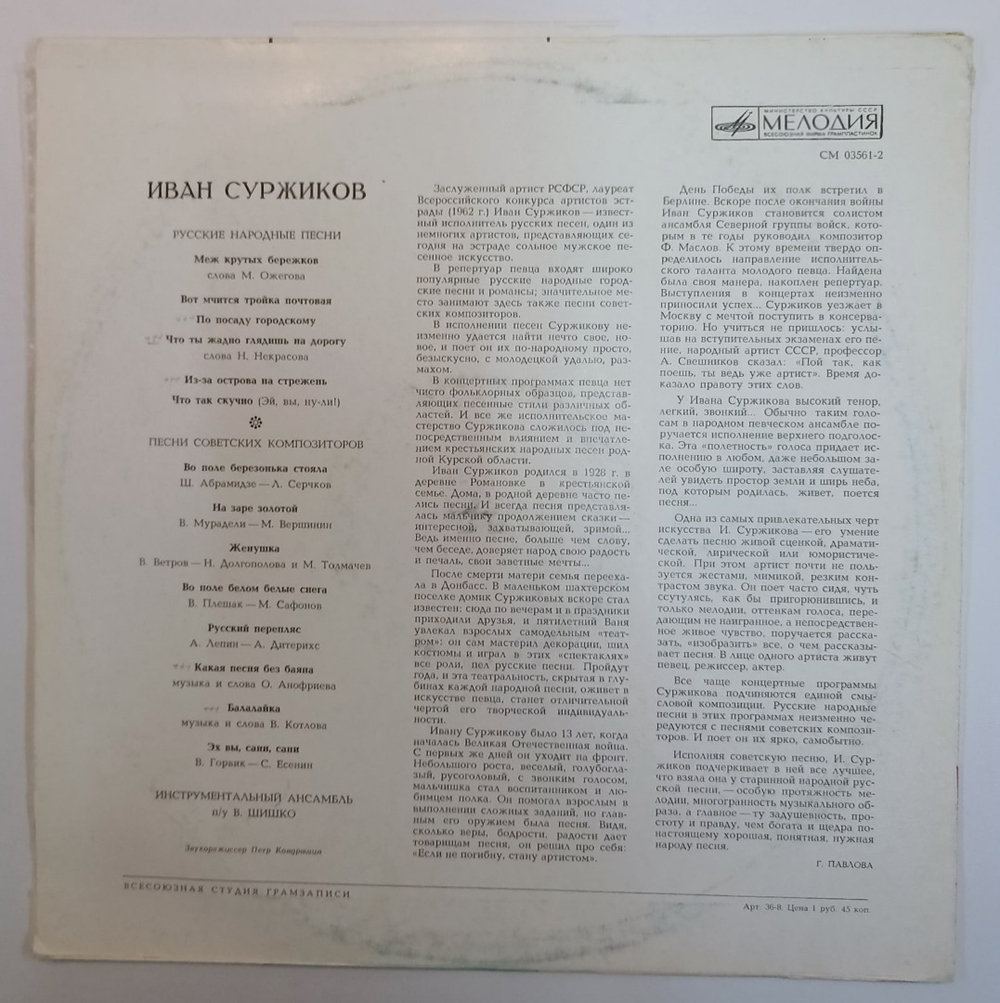 МИНИСТЕРСТВО КУЛЬТУРЫ СССР
МЕЛОДИЯ
ВСЕСОЮЗНАЯ ФИРМА ГРАМПЛАСТИНОК
СМ 03561-2
ИВАН СУРЖИКОВ
РУССКИЕ НАРОДНЫЕ ПЕСНИ
Меж крутых бережков
слова М. Ожегова
Вот мчится тройка почтовая
По посаду городскому
Что ты жадно глядишь на дорогу
слова Н. Некрасова
Из-за острова на стрежень
Что так скучно (Эй, вы, ну-ли!)
ПЕСНИ СОВЕТСКИХ КОМПОЗИТОРОВ
Во поле березонька стояла
Ш. Абрамидзе — Л. Серчков
На заре золотой
В. Мурадели — М. Вершинин
Женушка
В. Ветров — Н. Долгополова и М. Толмачев
Во поле белом белые снега
В. Плешак — М. Сафонов
Русский перепляс
А. Лепин — А. Дитерихс
Какая песня без баяна
музыка и слова О. Анофриева
Балалайка
музыка и слова В. Котлова
Эх вы, сани, сани
В. Горвик — С. Есенин
ИНСТРУМЕНТАЛЬНЫЙ АНСАМБЛЬ
п/у В. ШИШКО
Звукорежиссер Петр Кондрашин
Заслуженный артист РСФСР, лауреат
Всероссийского конкурса артистов эст-
рады (1962 г.) Иван Суржиков — извест-
ный исполнитель русских песен, один из
немногих артистов, представляющих се-
годня на эстраде сольное мужское пе-
сенное искусство.
В репертуар певца входят широко
популярные русские народные город-
ские песни и романсы; значительное ме-
сто занимают здесь также песни совет-
ских композиторов.
В исполнении песен Суржикову не-
изменно удается найти нечто свое, но-
вое, и поет он их по-народному просто,
безыскусно, с молодецкой удалью, раз-
махом.
В концертных программах певца нет
чисто фольклорных образцов, представ-
ляющих песенные стили различных об-
ластей. И все же исполнительское ма-
стерство Суржикова сложилось под не-
посредственным влиянием и впечатле-
нием крестьянских народных песен род-
ной Курской области.
Иван Суржиков родился в 1928 г. в
деревне Романовке в крестьянской
семье. Дома, в родной деревне часто пе-
лись песни. И всегда песня представля-
лась мальчику продолжением сказки —
интересной, захватывающей, зримой...
Ведь именно песне, больше чем слову,
чем беседе, доверяет народ свою радость
и печаль, свои заветные мечты...
После смерти матери семья перееха-
ла в Донбасс. В маленьком шахтерском
поселке домик Суржиковых вскоре стал
известен: сюда по вечерам и в праздники
приходили друзья, и пятилетний Ваня
увлекал взрослых самодельным «театр-
ром»: он сам мастерил декорации, шил
костюмы и играл в этих «спектаклях»
все роли, пел русские песни. Пройдут
года, и эта театральность, скрытая в глу-
бинах каждой народной песни, оживет в
искусстве певца, станет отличительной
чертой его творческой индивидуаль-
ности.
Ивану Суржикову было 13 лет, когда
началась Великая Отечественная война.
С первых же дней он уходит на фронт.
Небольшого роста, веселый, голубогла-
зый, русоголовый, с звонким голосом,
мальчишка стал воспитанником и лю-
бимцем полка. Он помогал взрослым в
выполнении сложных заданий, но глав-
ным его оружием была песня. Видя,
сколько веры, бодрости, радости дает
товарищам песня, он решил про себя:
«Если не погибну, стану артистом».
День Победы их полк встретил в
Берлине. Вскоре после окончания войны
Иван Суржиков становится солистом
ансамбля Северной группы войск, кото-
рым в те годы руководил композитор
Ф. Маслов. К этому времени твердо оп-
ределилось направление исполнитель-
ского таланта молодого певца. Найдена
была своя манера, накоплен репертуар.
Выступления в концертах неизменно
приносили успех... Суржиков уезжает в
Москву с мечтой поступить в консерва-
торию. Но учиться не пришлось: услы-
шав на вступительных экзаменах его пе-
ние, народный артист СССР, профессор
А. Свешников сказал: «Пой так, как
поешь, ты ведь уже артист». Время до-
казало правоту этих слов.
У Ивана Суржикова высокий тенор,
легкий, звонкий... Обычно таким голо-
сам в народном певческом ансамбле по-
ручается исполнение верхнего подголос-
ка. Эта «полетность» голоса придает ис-
полнению в любом, даже небольшом за-
ле особую широту, заставляя слушате-
лей увидеть простор земли и ширь неба,
под которым родилась, живет, поется
песня...
Одна из самых привлекательных черт
искусства И. Суржикова — его умение
сделать песню живой сценкой, драмати-
ческой, лирической или юмористиче-
ской. При этом артист почти не поль-
зуется жестами, мимикой, резким кон-
трастом звука. Он поет часто сидя, чуть
ссутулясь, как бы пригорюнившись, и
только мелодии, оттенкам голоса, пере-
дающим не наигранное, а непосредствен-
ное живое чувство, поручается расска-
зать, «изобразить» все, о чем рассказы-
вает песня. В лице одного артиста живут
певец, режиссер, актер.
Все чаще концертные программы
Суржикова подчиняются единой смы-
словой композиции. Русские народные
песни в этих программах неизменно че-
редуются с песнями советских компози-
торов. И поет он их ярко, самобытно.
Исполняя советскую песню, И. Сур-
жиков подчеркивает в ней все лучшее,
что взяла она у старинной народной рус-
ской песни, — особую протяжность ме-
лодии, многогранность музыкального об-
раза, а главное — ту задушевность, про-
стоту и правду, чем богата и щедра по-
настоящему хорошая, понятная, нужная
народу песня.
Г. ПАВЛОВА
ВСЕСОЮЗНАЯ СТУДИЯ ГРАМЗАПИСИ
Арт. 36-8. Цена 1 руб. 45 коп.